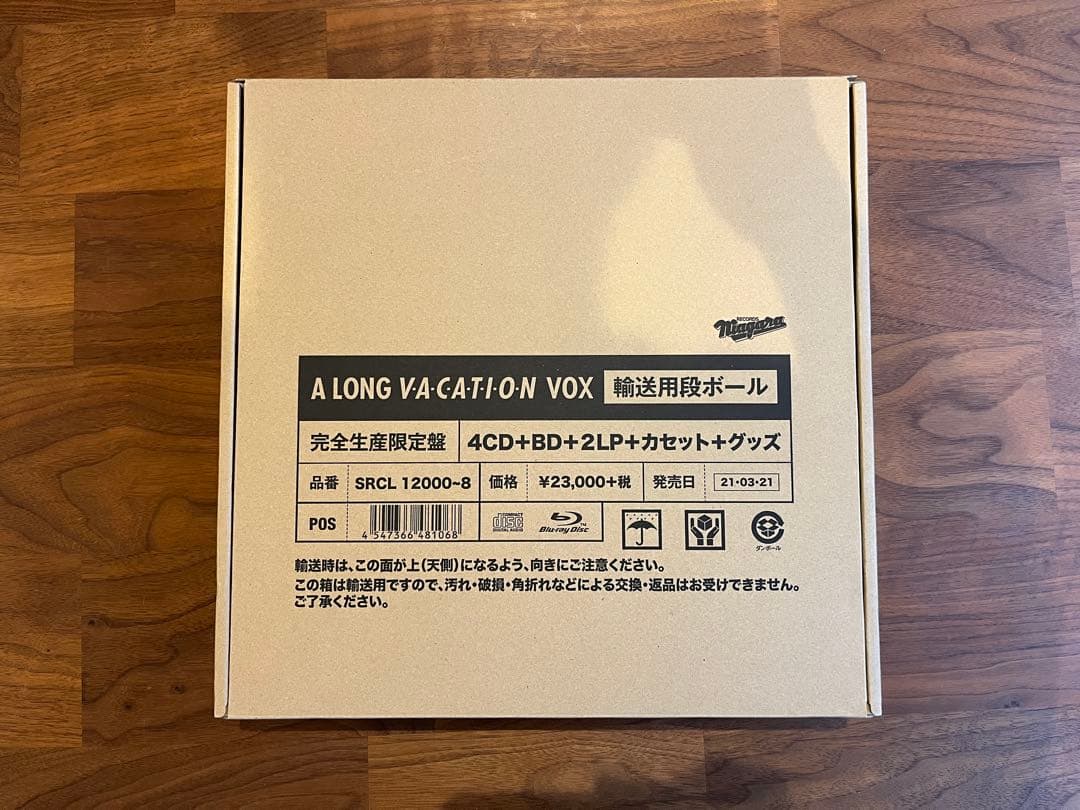 RECORDS
Niagara
A LONG V·A·C·A·T·I·O·N VOX 輸送用段ボール
完全生産限定盤 4CD+BD+2LP+カセット+グッズ
品番 SRCL 12000~8 価格 ¥23,000+税 発売日 21·03·21
POS 4 547366 481068 COMPACT disc DIGITAL AUDIO Blu-ray Disc ダンボール
輸送時は、この面が上(天側)になるよう、向きにご注意ください。
この箱は輸送用ですので、汚れ・破損・角折れなどによる交換・返品はお受けできません。
ご了承ください。